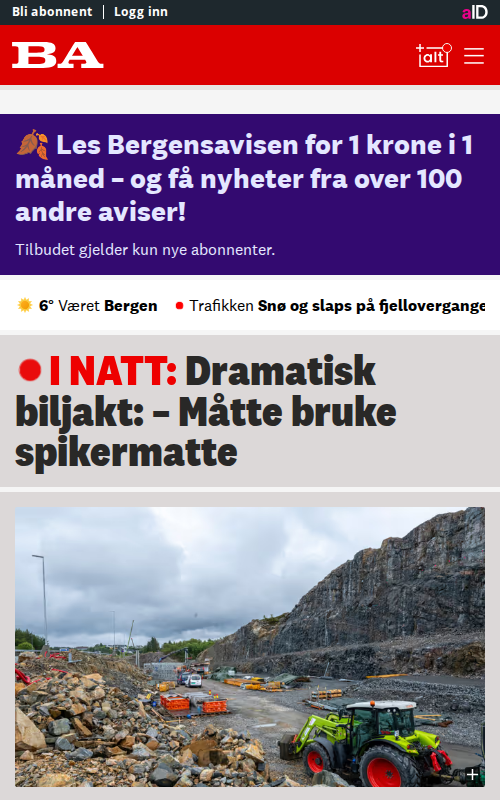 Bli abonnent | Logg inn
aID
BA
+alt
🍂 Les Bergensavisen for 1 krone i 1
måned – og få nyheter fra over 100
andre aviser!
Tilbudet gjelder kun nye abonnenter.
6° Været Bergen
Trafikken Snø og slaps på fjellovergange
I NATT: Dramatisk
biljakt: – Måtte bruke
spikermatte